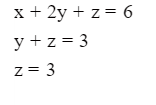 x + 2y + z = 6
y + z = 3
z = 3